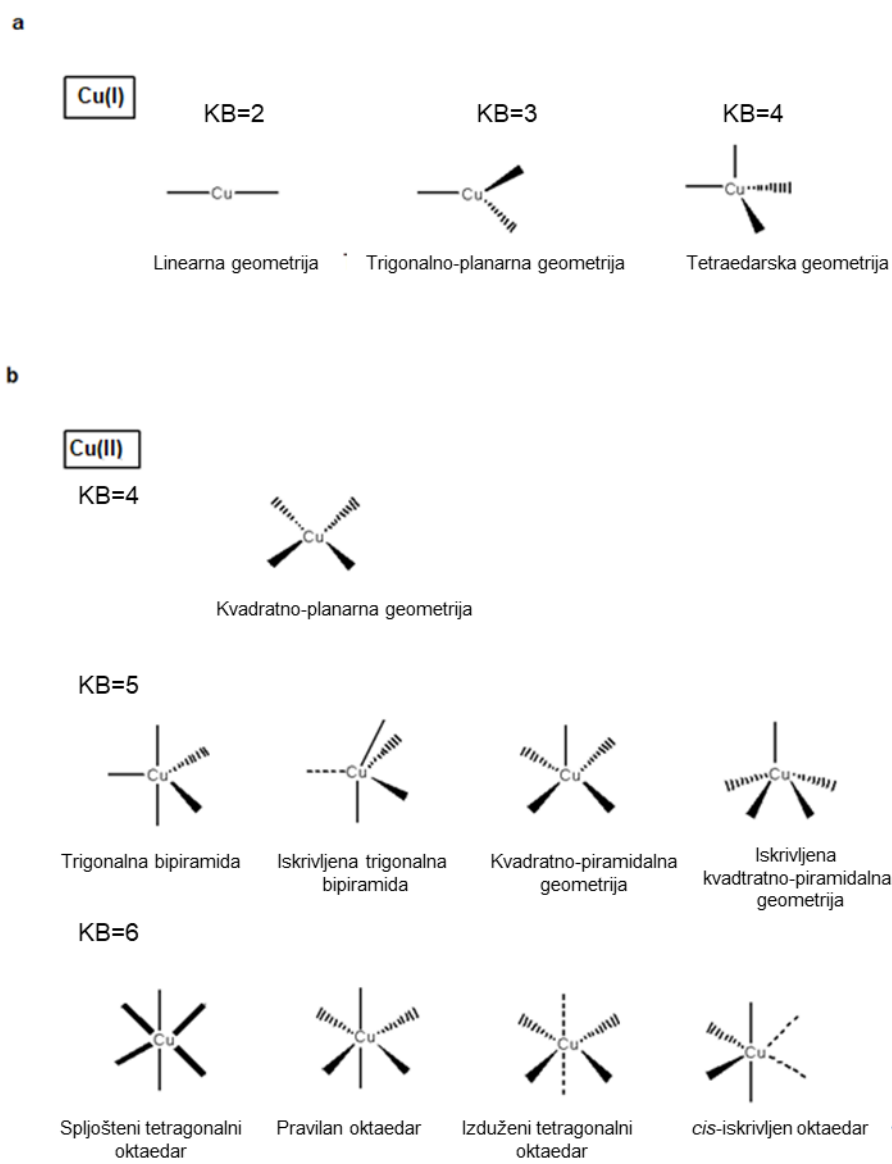 a
Cu(I)
KB=2 KB=3 KB=4
Cu Cu Cu
Linearna geometrija Trigonalno-planarna geometrija Tetraedarska geometrija
b
Cu(II)
KB=4
Cu
Kvadratno-planarna geometrija
KB=5
Cu Cu Cu Cu
Trigonalna bipiramida
Iskrivljena trigonalna
bipiramida
Kvadratno-piramidalna
geometrija
Iskrivljena
kvadtratno-piramidalna
geometrija
KB=6
Cu Cu Cu Cu
Spljošteni tetragonalni
oktaedar
Pravilan oktaedar
Izduženi tetragonalni
oktaedar
cis-iskrivljen oktaedar